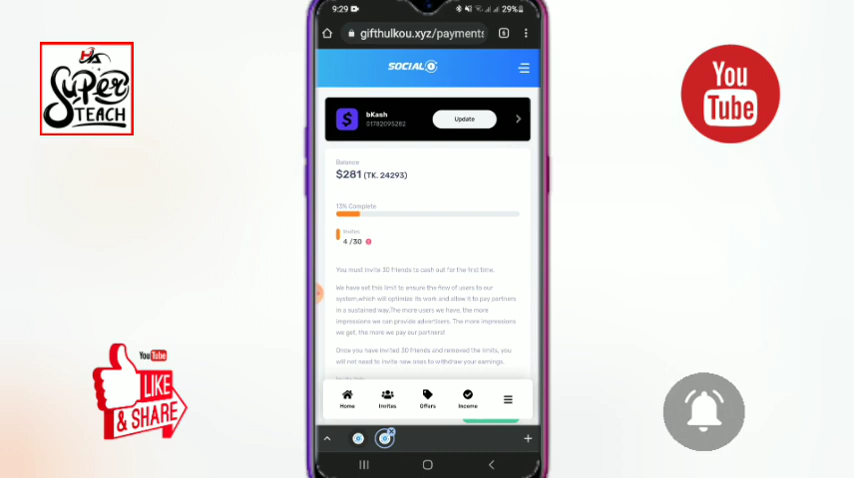 9:29
29%
gifthulkou.xyz/payments
6
SOCIAL
bKash
01782095282
Update
Balance
$281 (TK. 24293)
13% Complete
Invites
4 /30
You must invite 30 friends to cash out for the first time.
We have set this limit to ensure the flow of users to our
system,which will optimize its work and allow it to pay partners
in a sustained way.The more users we have, the more
impressions we can provide advertisers. The more impressions
we get, the more we pay our partners!
Once you have invited 30 friends and removed the limits, you
will not need to invite new ones to withdraw your earnings.
Home
Invites
Offers
Income
Super
TEACH
You
Tube
YouTube
LIKE
& SHARE